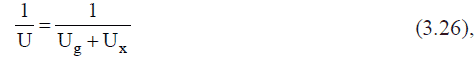 1/U = 1/(U_g + U_x) (3.26),